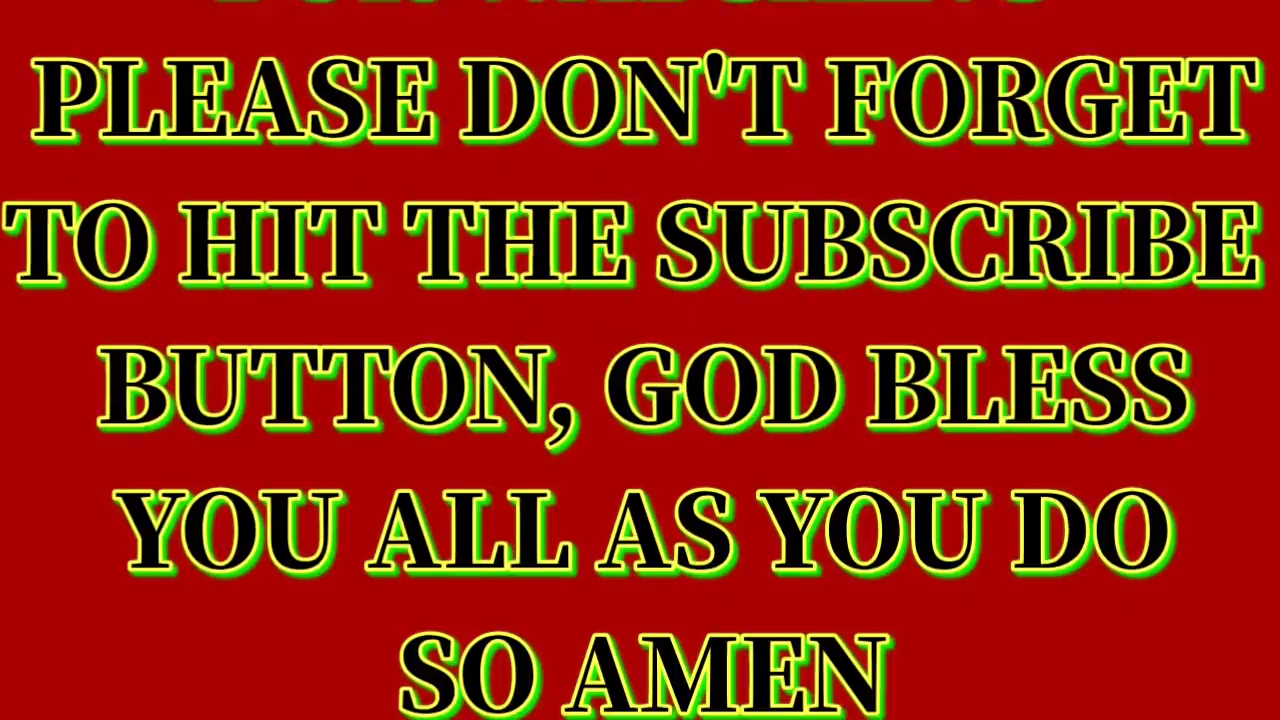 PLEASE DON'T FORGET
TO HIT THE SUBSCRIBE
BUTTON, GOD BLESS
YOU ALL AS YOU DO
SO AMEN